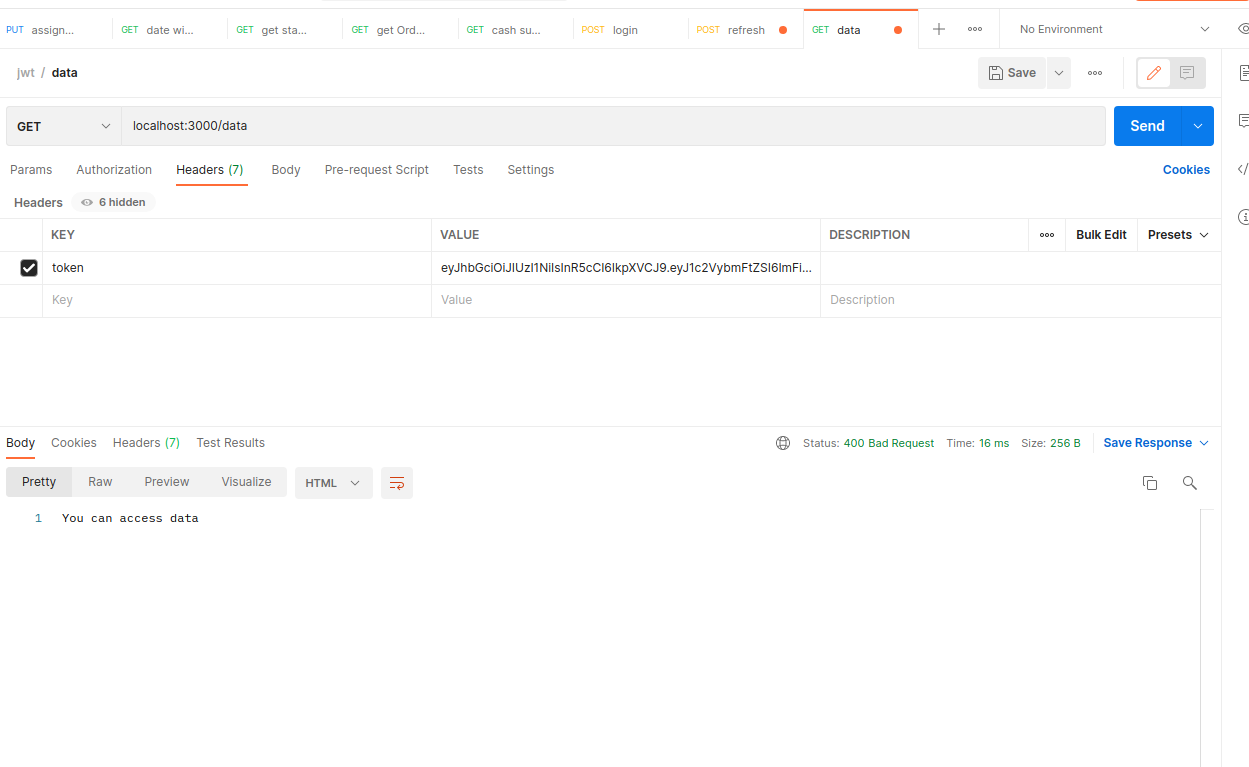 PUT assign... GET date wi... GET get sta... GET get Ord... GET cash su... POST login POST refresh GET data No Environment
jwt / data Save
GET localhost:3000/data Send
Params Authorization Headers (7) Body Pre-request Script Tests Settings Cookies
Headers 6 hidden
KEY VALUE DESCRIPTION Bulk Edit Presets
token eyJhbGciOiJIUzI1NiIsInR5cCI6IkpXVCJ9.eyJ1c2VybmFtZSI6ImFi...
Key Value Description
Body Cookies Headers (7) Test Results Status: 400 Bad Request Time: 16 ms Size: 256 B Save Response
Pretty Raw Preview Visualize HTML
1 You can access data